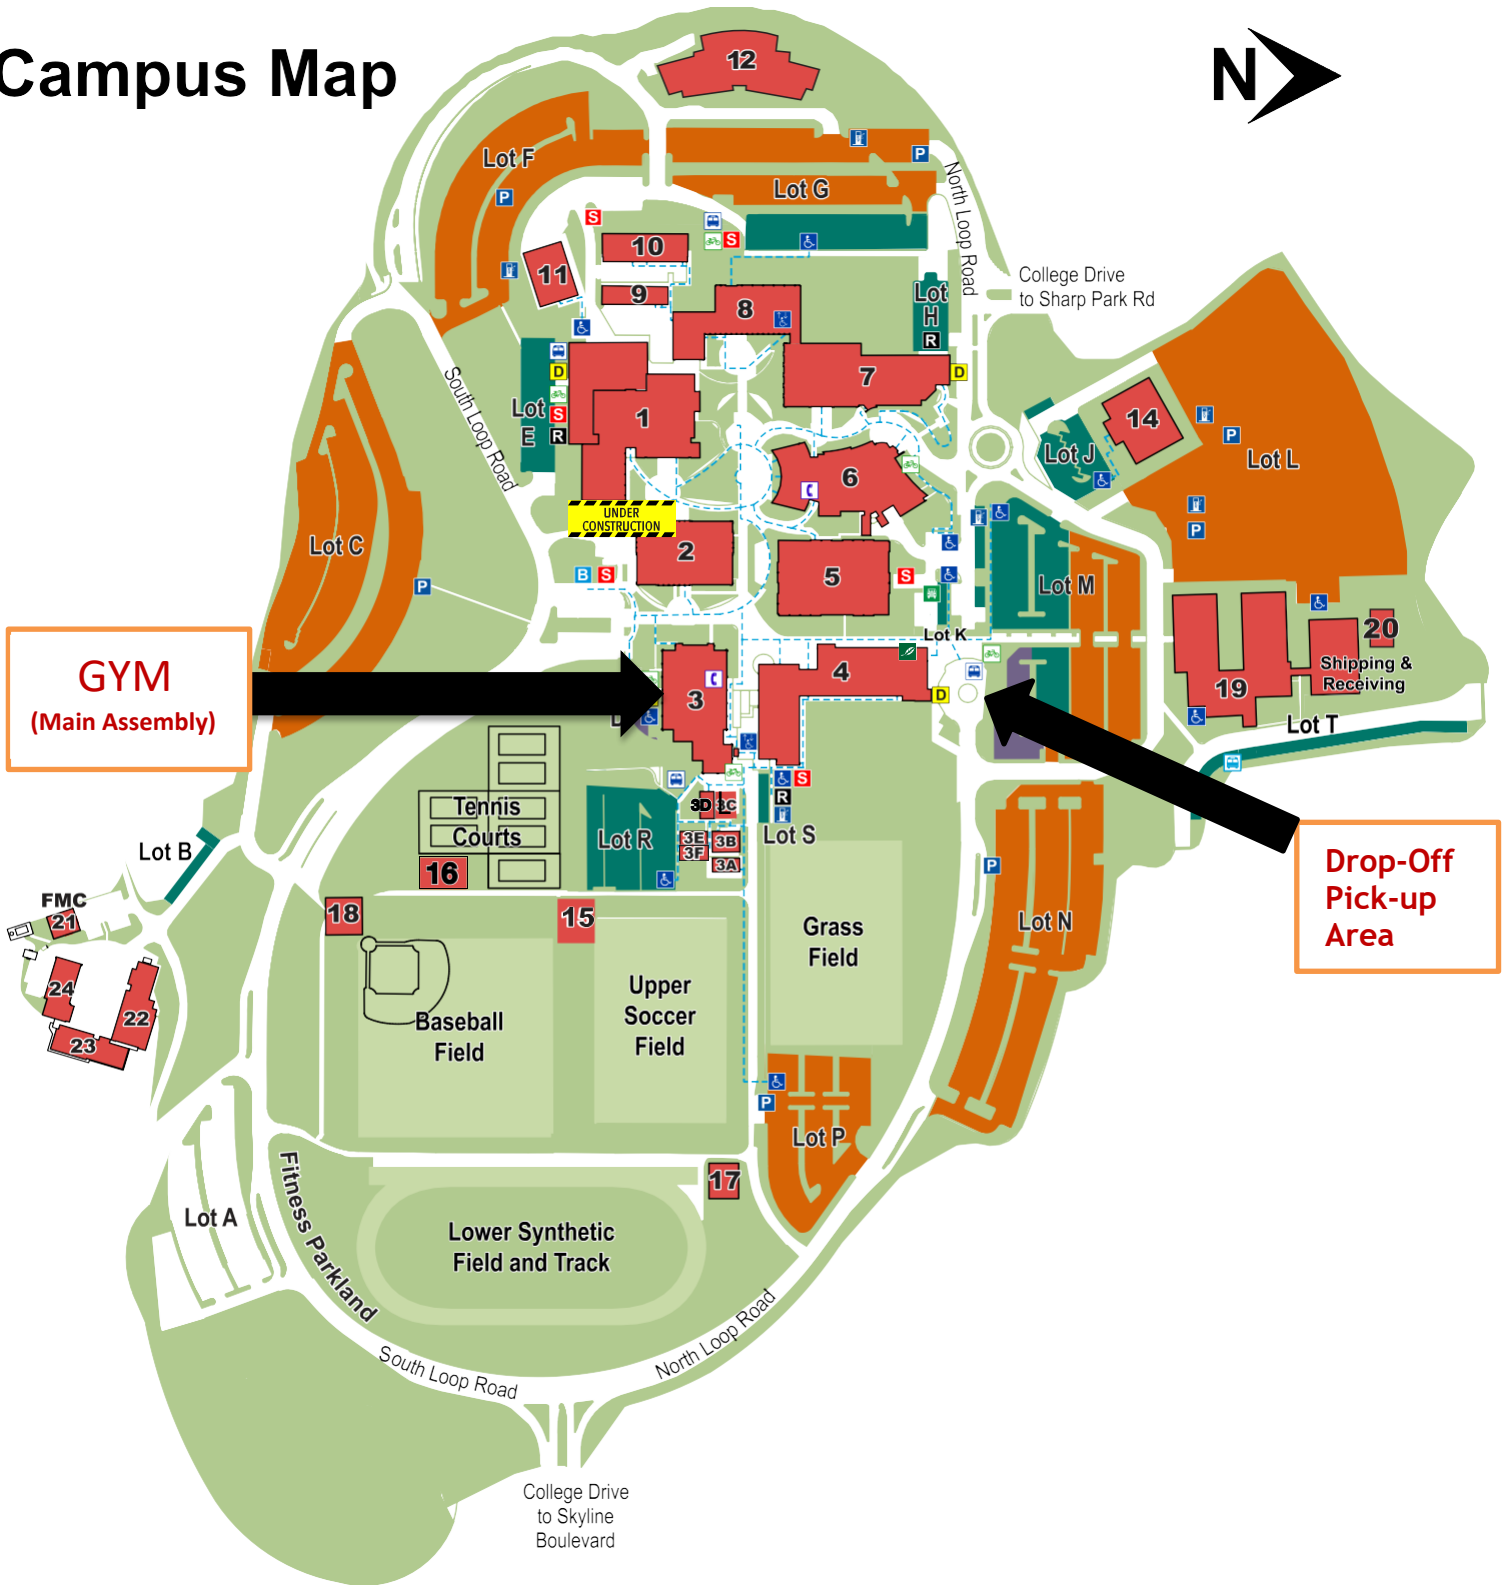 Campus Map
N
12
Lot F
P
P
Lot G
North Loop Road
S
S
10
11
9
8
Lot
H
R
College Drive
to Sharp Park Rd
South Loop Road
D
S
R
Lot
E
1
7
D
14
Lot J
P
Lot L
P
6
UNDER
CONSTRUCTION
Lot C
P
2
5
B
S
S
Lot M
Lot K
20
Shipping &
Receiving
19
Lot T
GYM
(Main Assembly)
3
4
D
D
Tennis
Courts
16
Lot R
3D
3C
L
3E
3F
3B
3A
S
R
Lot S
Drop-Off
Pick-up
Area
Lot B
FMC
21
24
22
23
18
15
P
Lot N
Grass
Field
Baseball
Field
Upper
Soccer
Field
P
Lot P
17
Lot A
Fitness Parkland
Lower Synthetic
Field and Track
South Loop Road
North Loop Road
College Drive
to Skyline
Boulevard